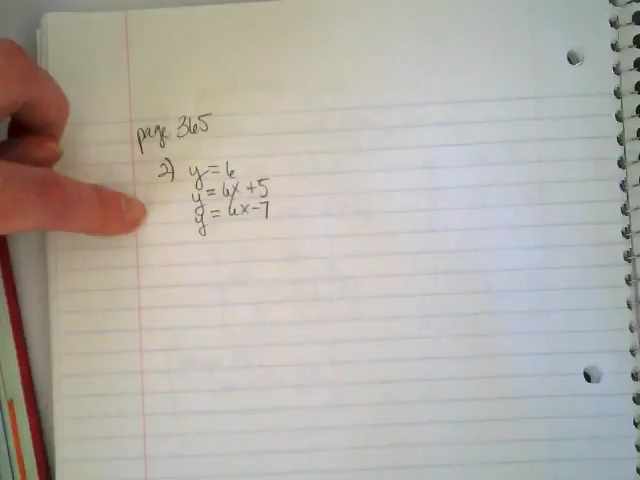 page 365
2) y = 6
y = 6x + 5
y = 6x - 7